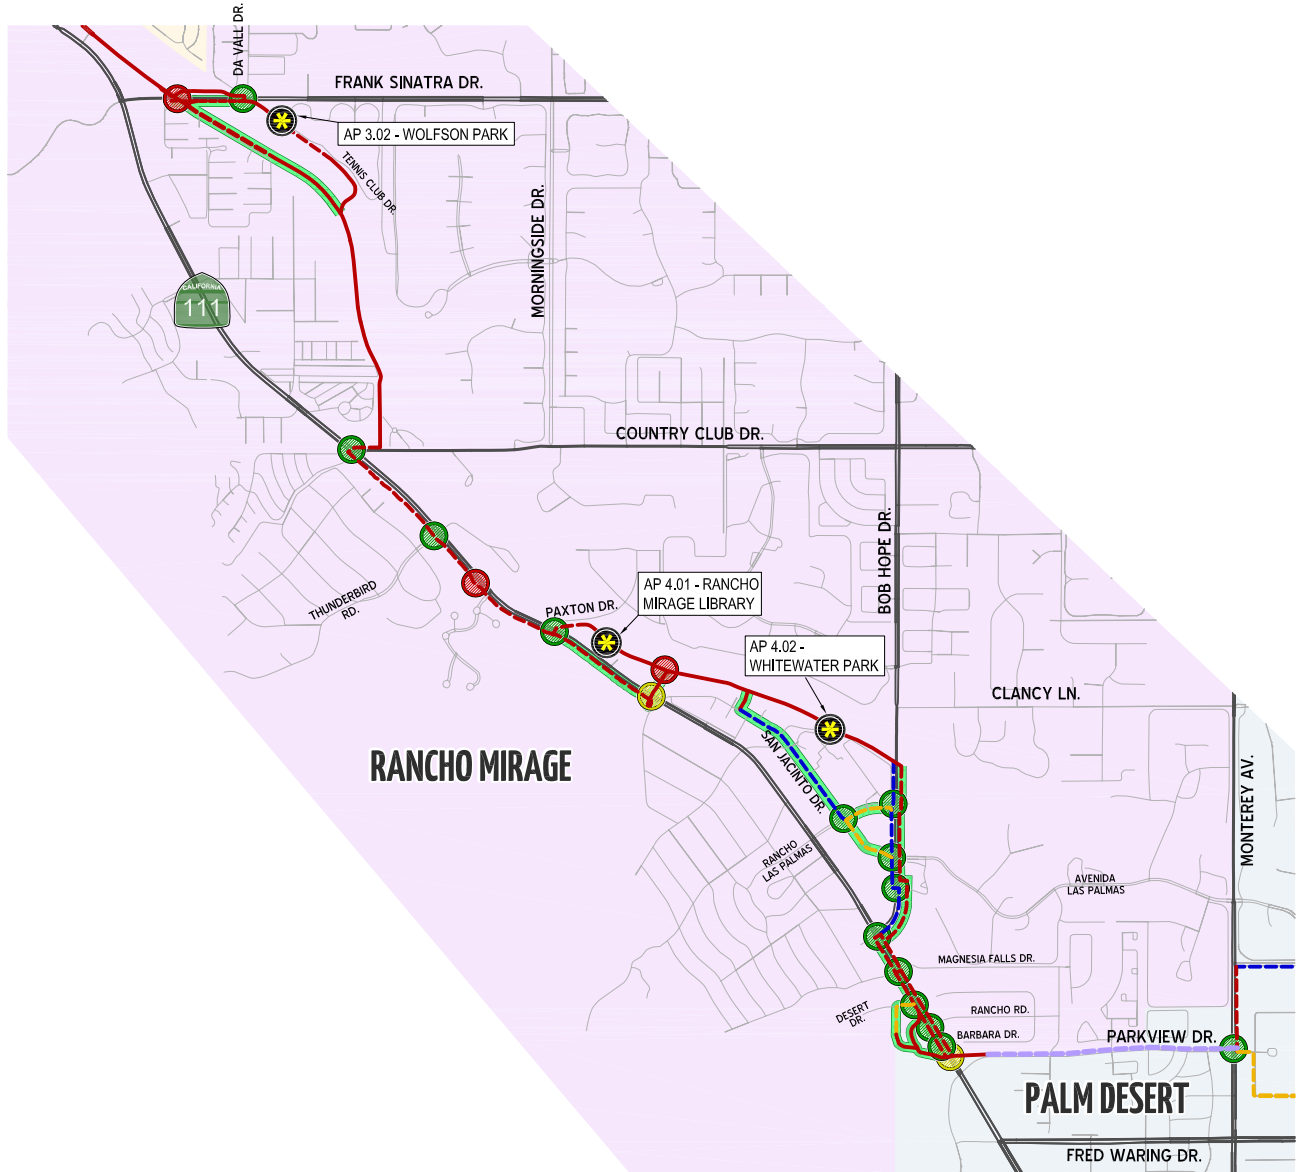 DA VALL DR.
FRANK SINATRA DR.
AP 3.02 - WOLFSON PARK
TENNIS CLUB DR.
MORNINGSIDE DR.
CALIFORNIA
111
COUNTRY CLUB DR.
BOB HOPE DR.
THUNDERBIRD
RD.
PAXTON DR.
AP 4.01 - RANCHO
MIRAGE LIBRARY
AP 4.02 -
WHITEWATER PARK
CLANCY LN.
RANCHO MIRAGE
SAN JACINTO DR.
MONTEREY AV.
RANCHO
LAS PALMAS
AVENIDA
LAS PALMAS
MAGNESIA FALLS DR.
DESERT
DR.
RANCHO RD.
BARBARA DR.
PARKVIEW DR.
PALM DESERT
FRED WARING DR.